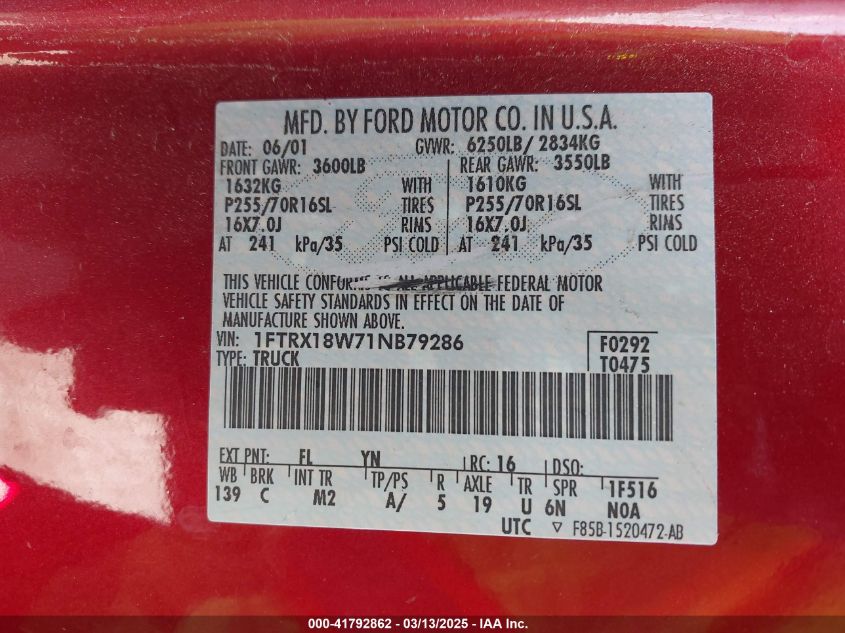 MFD. BY FORD MOTOR CO. IN U.S.A.
DATE: 06/01 GVWR: 6250LB/ 2834KG
FRONT GAWR: 3600LB REAR GAWR: 3550LB
1632KG WITH 1610KG WITH
P255/70R16SL TIRES P255/70R16SL TIRES
16X7.0J RIMS 16X7.0J RIMS
AT 241 kPa/35 PSI COLD AT 241 kPa/35 PSI COLD
THIS VEHICLE CONFORMS TO ALL APPLICABLE FEDERAL MOTOR
VEHICLE SAFETY STANDARDS IN EFFECT ON THE DATE OF
MANUFACTURE SHOWN ABOVE.
VIN: 1FTRX18W71NB79286 F0292
TYPE: TRUCK T0475
EXT PNT: FL YN RC: 16 DSO:
WB BRK INT TR TP/PS R AXLE TR SPR 1F516
139 C M2 A/ 5 19 U 6N NOA
UTC ▽ F85B-1520472-AB
000-41792862 - 03/13/2025 - IAA Inc.